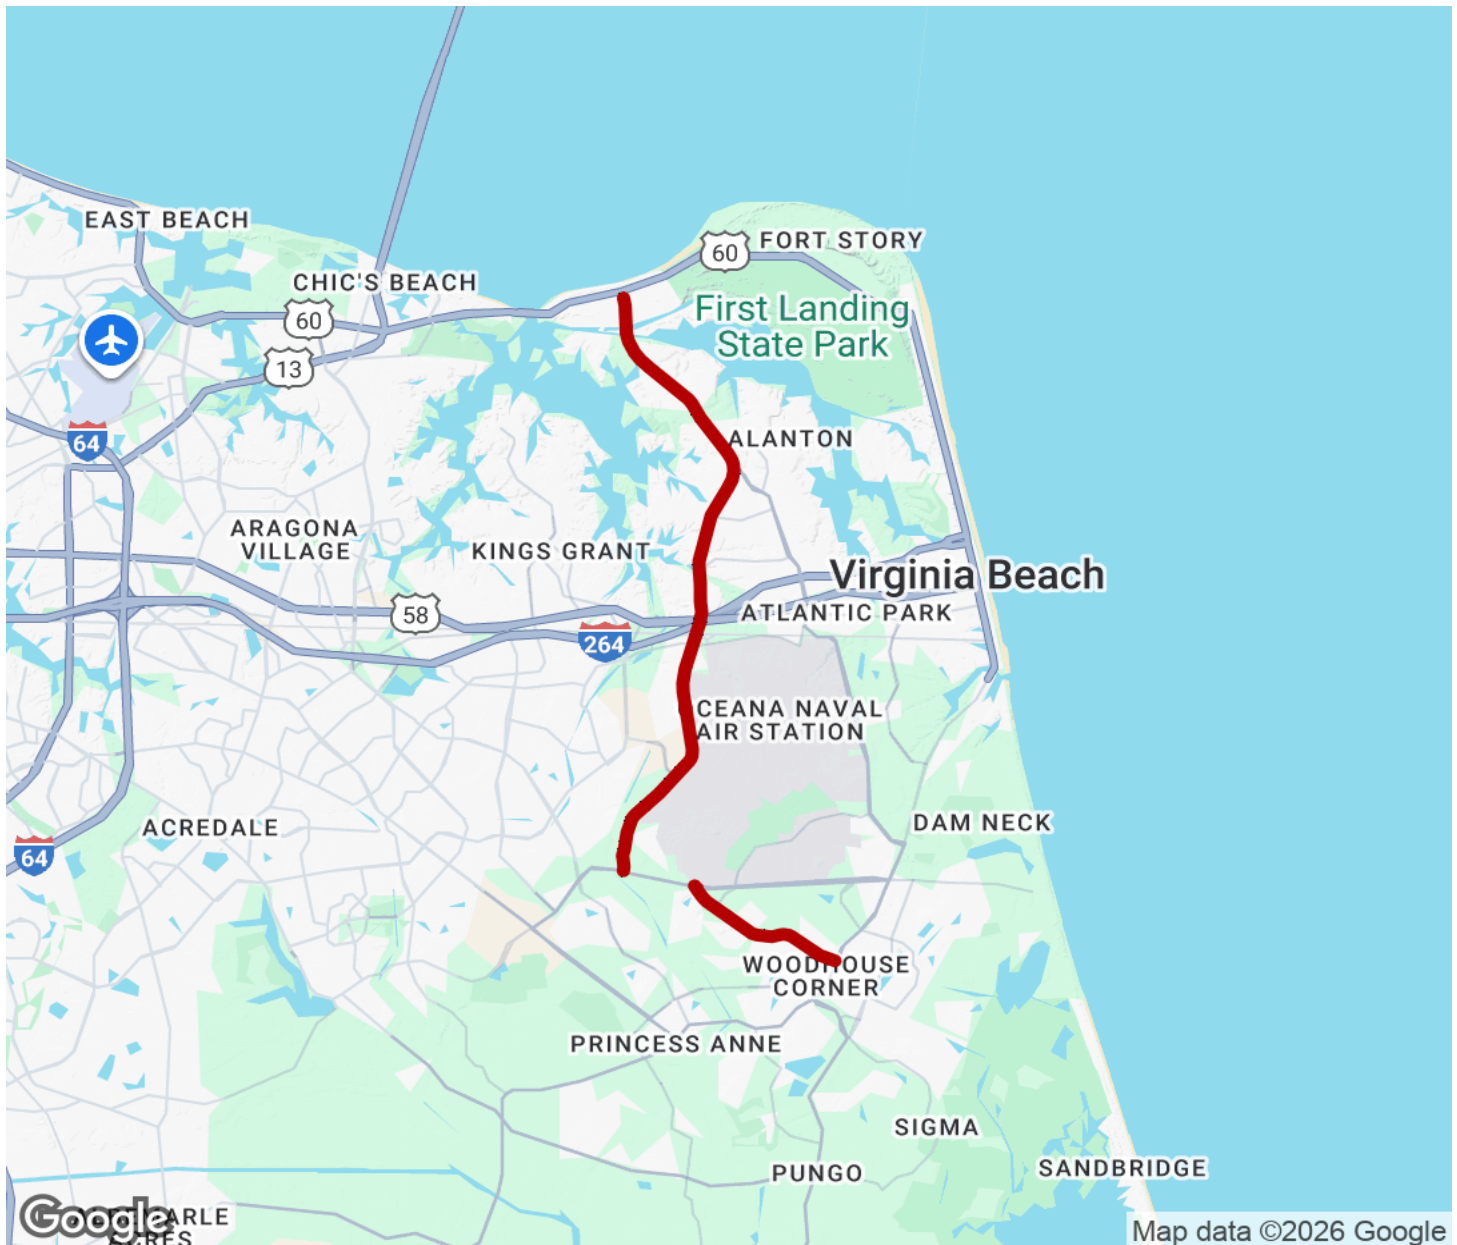 EAST BEACH
60
FORT STORY
CHIC'S BEACH
First Landing
State Park
60
13
64
ALANTON
ARAGONA
VILLAGE
KINGS GRANT
Virginia Beach
58
ATLANTIC PARK
264
CEANA NAVAL
AIR STATION
ACREDALE
DAM NECK
64
WOODHOUSE
CORNER
PRINCESS ANNE
SIGMA
PUNGO
SANDBRIDGE
Google
Map data ©2026 Google